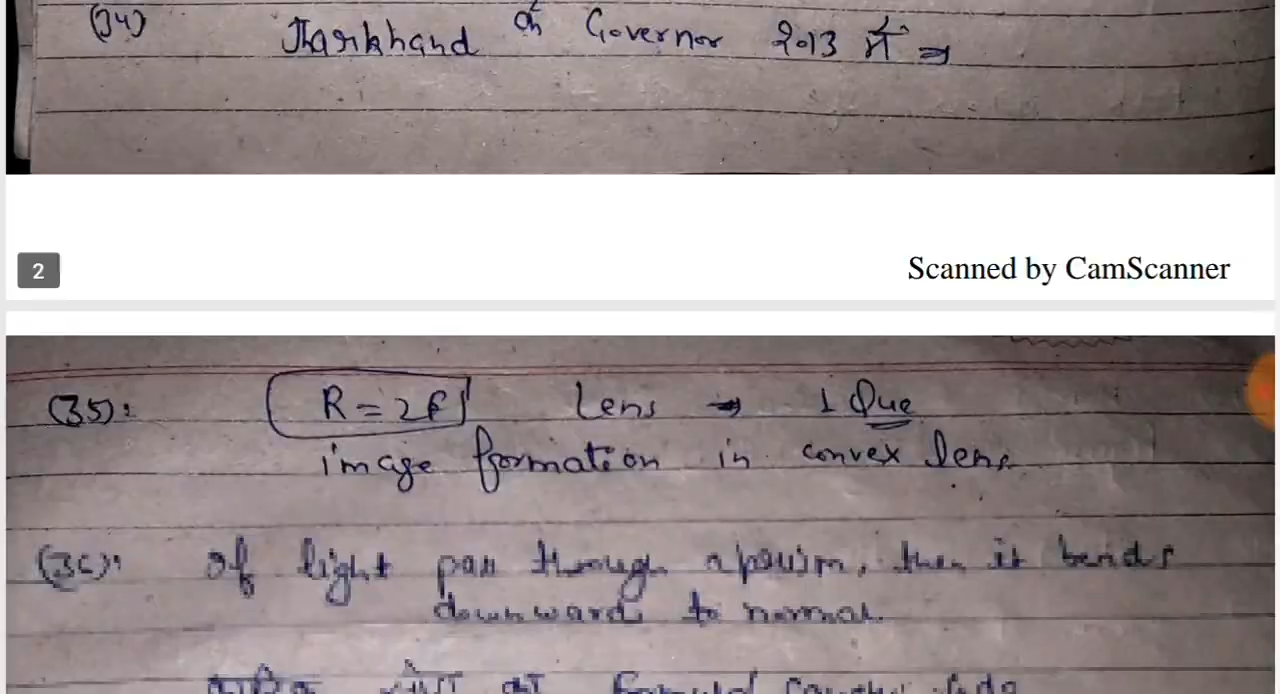 (34) Jharkhand के Governor 2013 में ⇒
2
Scanned by CamScanner
(35): R = 2f Lens → 1 Que
image formation in convex lens
(36): If light pass through a prism, then it bends
downward to normal.
का